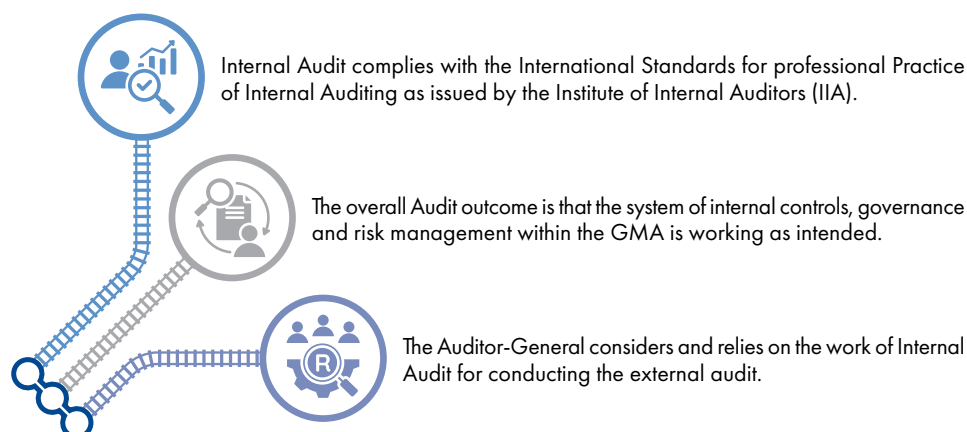 Internal Audit complies with the International Standards for professional Practice
of Internal Auditing as issued by the Institute of Internal Auditors (IIA).
The overall Audit outcome is that the system of internal controls, governance
and risk management within the GMA is working as intended.
R
The Auditor-General considers and relies on the work of Internal
Audit for conducting the external audit.